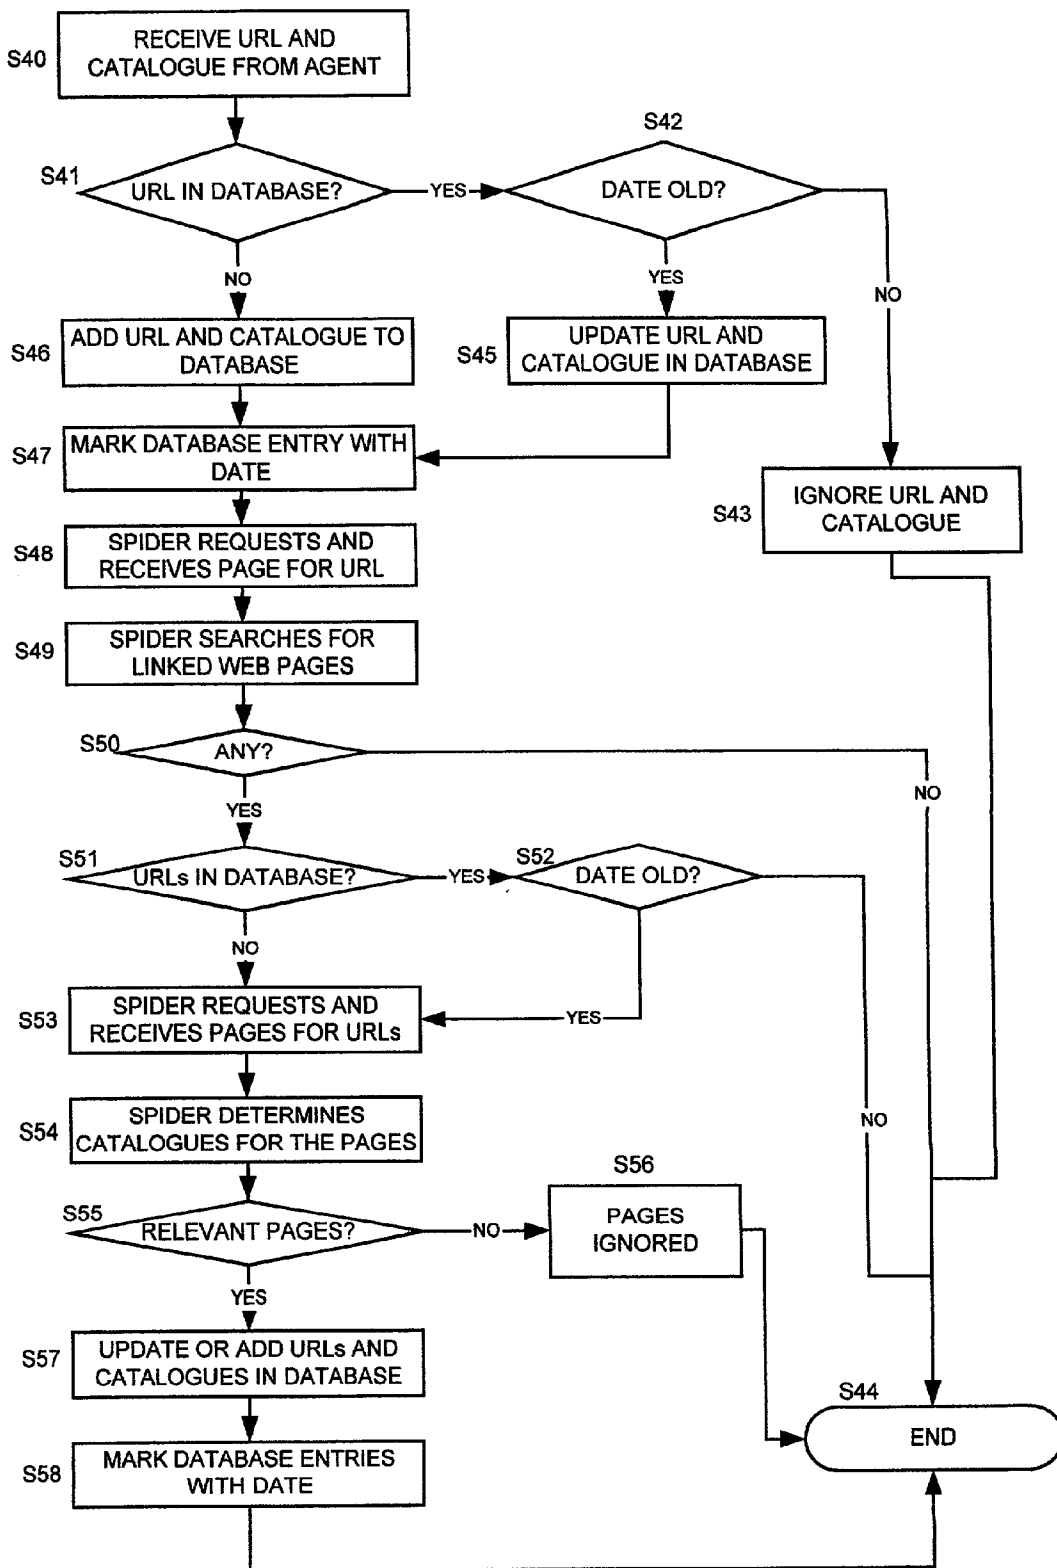 S40
RECEIVE URL AND
CATALOGUE FROM AGENT
S41
URL IN DATABASE?
YES
S42
DATE OLD?
NO
YES
NO
S46
ADD URL AND CATALOGUE TO
DATABASE
S45
UPDATE URL AND
CATALOGUE IN DATABASE
S47
MARK DATABASE ENTRY WITH
DATE
S43
IGNORE URL AND
CATALOGUE
S48
SPIDER REQUESTS AND
RECEIVES PAGE FOR URL
S49
SPIDER SEARCHES FOR
LINKED WEB PAGES
S50
ANY?
NO
YES
S51
URLs IN DATABASE?
YES
S52
DATE OLD?
NO
S53
SPIDER REQUESTS AND
RECEIVES PAGES FOR URLs
YES
S54
SPIDER DETERMINES
CATALOGUES FOR THE PAGES
NO
S55
RELEVANT PAGES?
NO
S56
PAGES
IGNORED
YES
S57
UPDATE OR ADD URLs AND
CATALOGUES IN DATABASE
S44
END
S58
MARK DATABASE ENTRIES
WITH DATE